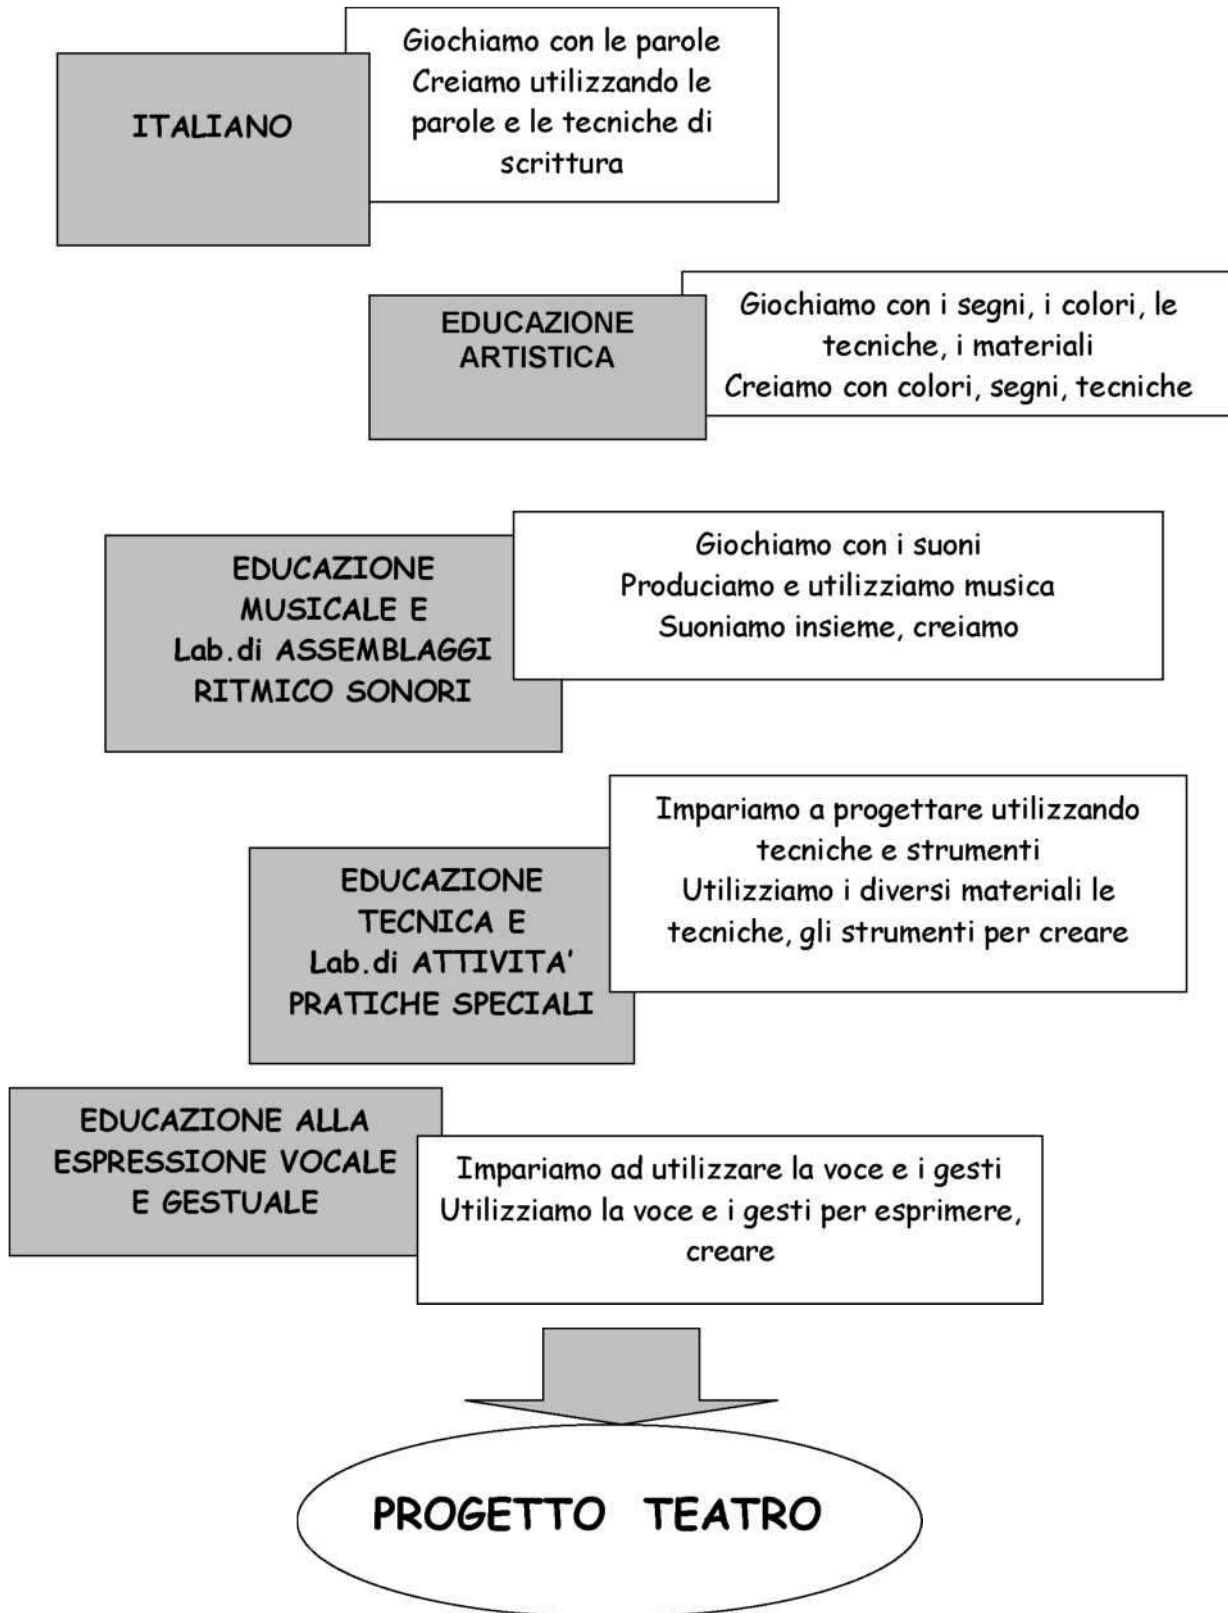 ITALIANO
Giochiamo con le parole
Creiamo utilizzando le
parole e le tecniche di
scrittura
EDUCAZIONE
ARTISTICA
Giochiamo con i segni, i colori, le
tecniche, i materiali
Creiamo con colori, segni, tecniche
EDUCAZIONE
MUSICALE E
Lab.di ASSEMBLAGGI
RITMICO SONORI
Giochiamo con i suoni
Produciamo e utilizziamo musica
Suoniamo insieme, creiamo
EDUCAZIONE
TECNICA E
Lab.di ATTIVITA’
PRATICHE SPECIALI
Impariamo a progettare utilizzando
tecniche e strumenti
Utilizziamo i diversi materiali le
tecniche, gli strumenti per creare
EDUCAZIONE ALLA
ESPRESSIONE VOCALE
E GESTUALE
Impariamo ad utilizzare la voce e i gesti
Utilizziamo la voce e i gesti per esprimere,
creare
PROGETTO TEATRO